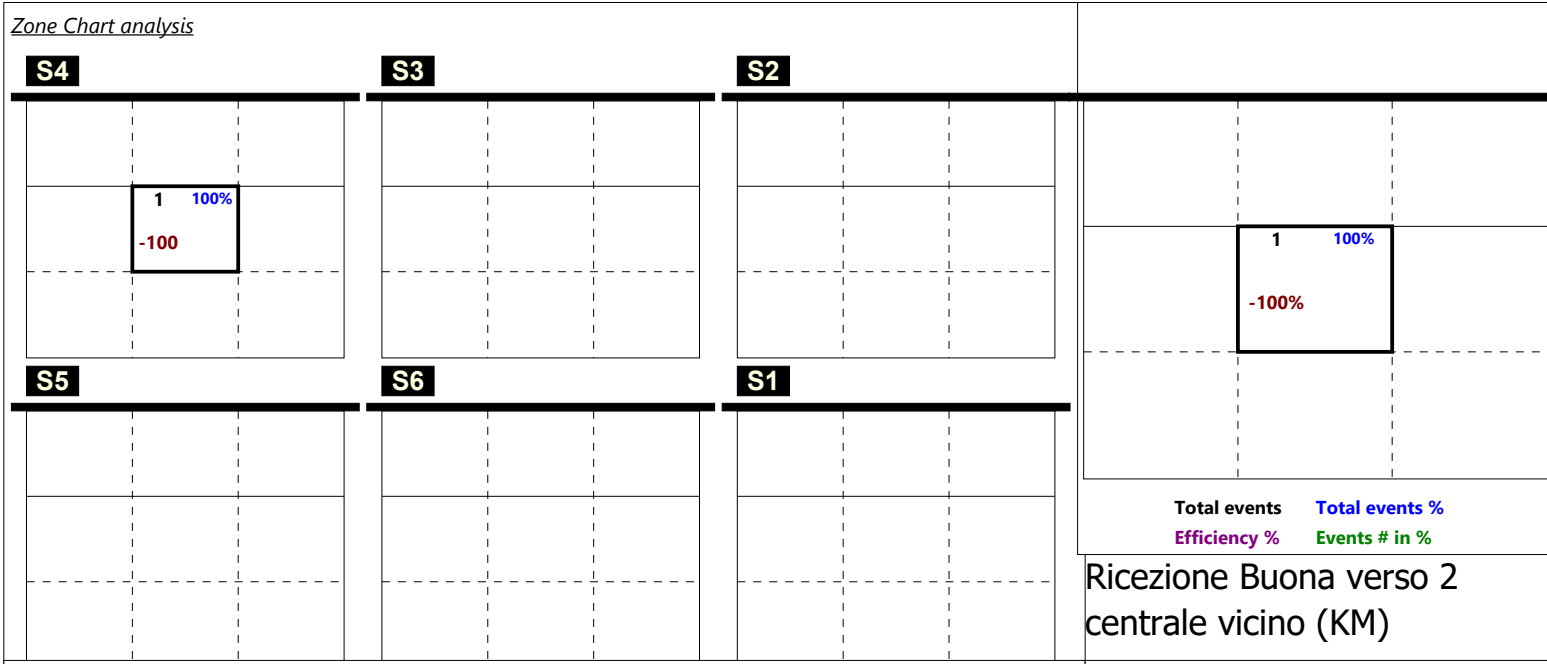 Zone Chart analysis
S4 S3 S2
1 100%
-100
1 100%
-100%
S5 S6 S1
Total events Total events %
Efficiency % Events # in %
Ricezione Buona verso 2
centrale vicino (KM)